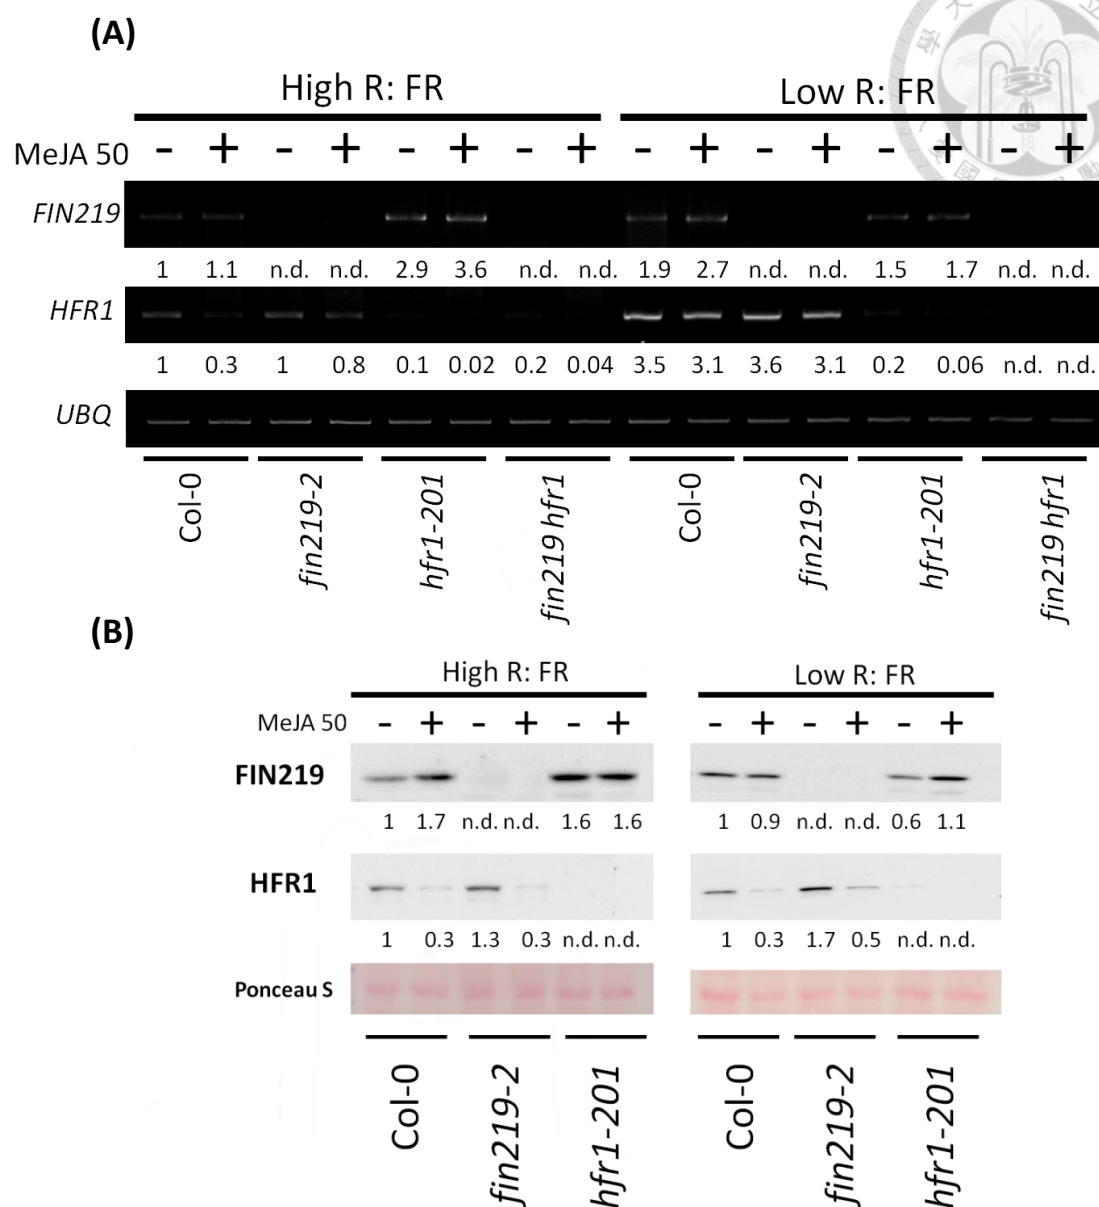 (A)
High R: FR Low R: FR
MeJA 50 - + - + - + - + - + - + - + - +
FIN219
1 1.1 n.d. n.d. 2.9 3.6 n.d. n.d. 1.9 2.7 n.d. n.d. 1.5 1.7 n.d. n.d.
HFR1
1 0.3 1 0.8 0.1 0.02 0.2 0.04 3.5 3.1 3.6 3.1 0.2 0.06 n.d. n.d.
UBQ
Col-0 fin219-2 hfr1-201 fin219 hfr1 Col-0 fin219-2 hfr1-201 fin219 hfr1
(B)
High R: FR Low R: FR
MeJA 50 - + - + - + - + - + - +
FIN219
1 1.7 n.d. n.d. 1.6 1.6 1 0.9 n.d. n.d. 0.6 1.1
HFR1
1 0.3 1.3 0.3 n.d. n.d. 1 0.3 1.7 0.5 n.d. n.d.
Ponceau S
Col-0 fin219-2 hfr1-201 Col-0 fin219-2 hfr1-201